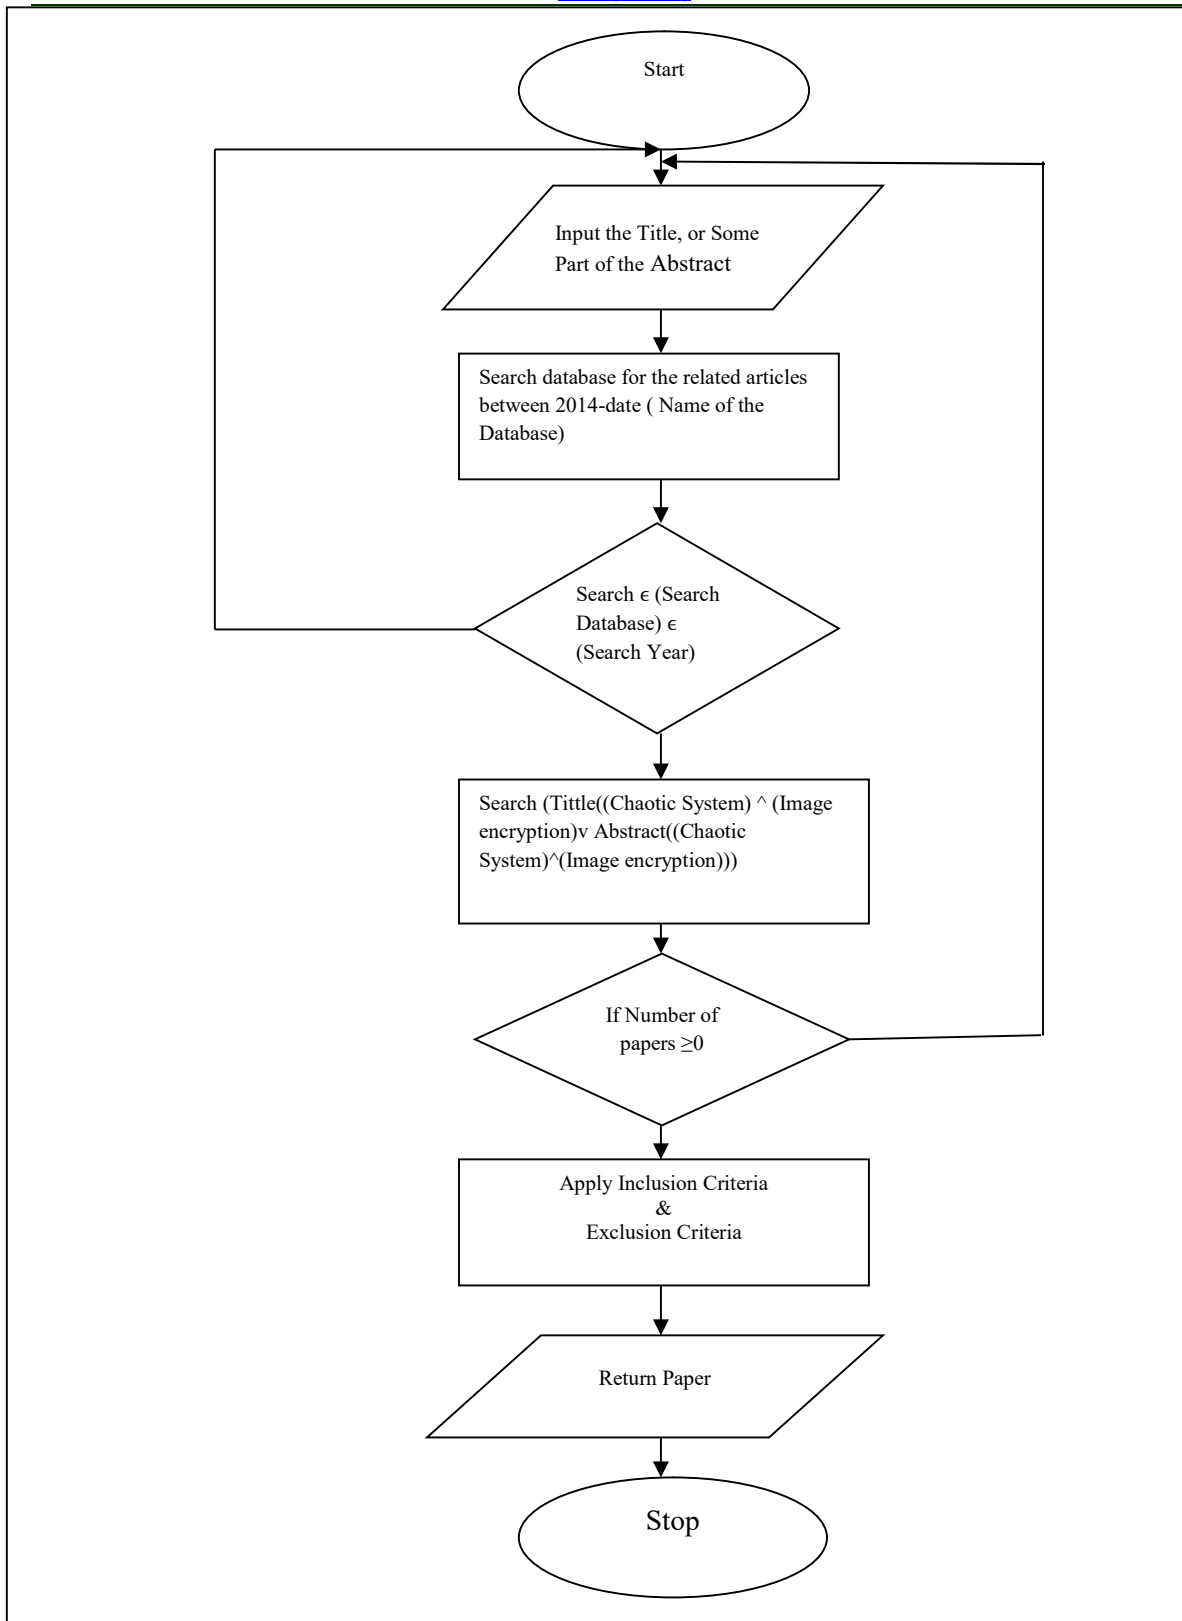 Start
Input the Title, or Some
Part of the Abstract
Search database for the related articles
between 2014-date ( Name of the
Database)
Search ϵ (Search
Database) ϵ
(Search Year)
Search (Tittle((Chaotic System) ^ (Image
encryption)v Abstract((Chaotic
System)^(Image encryption)))
If Number of
papers ≥0
Apply Inclusion Criteria
&
Exclusion Criteria
Return Paper
Stop